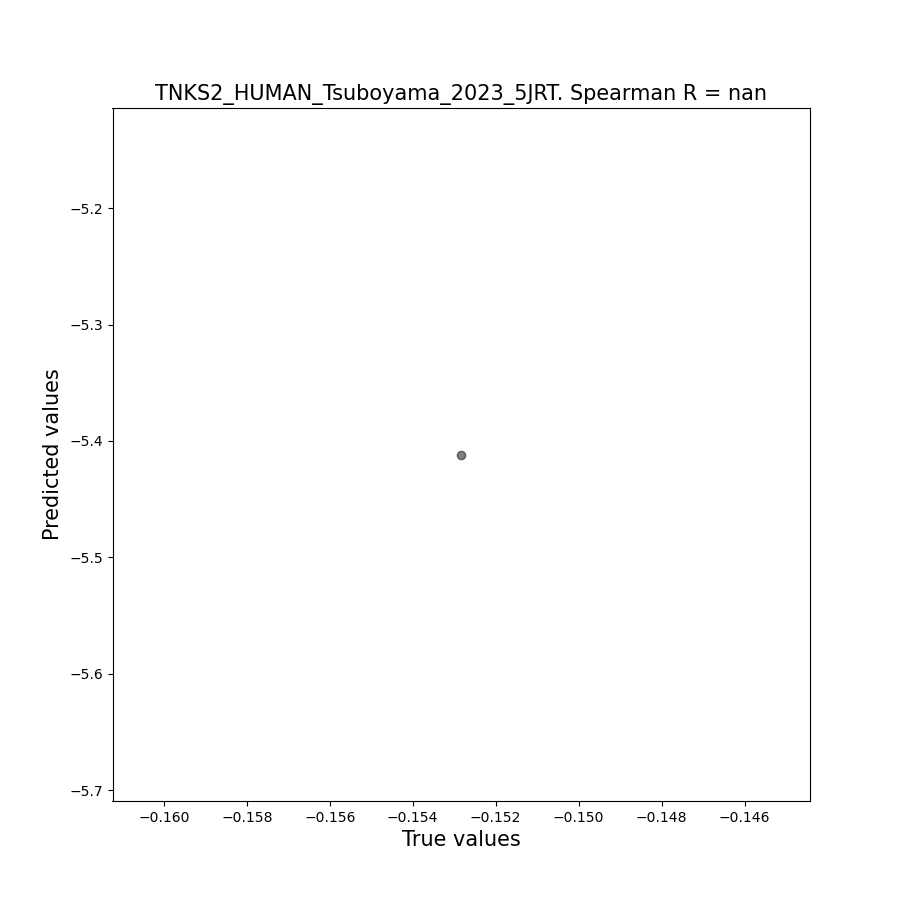 TNKS2_HUMAN_Tsuboyama_2023_5JRT. Spearman R = nan
Predicted values
−5.2
−5.3
−5.4
−5.5
−5.6
−5.7
−0.160 −0.158 −0.156 −0.154 −0.152 −0.150 −0.148 −0.146
True values